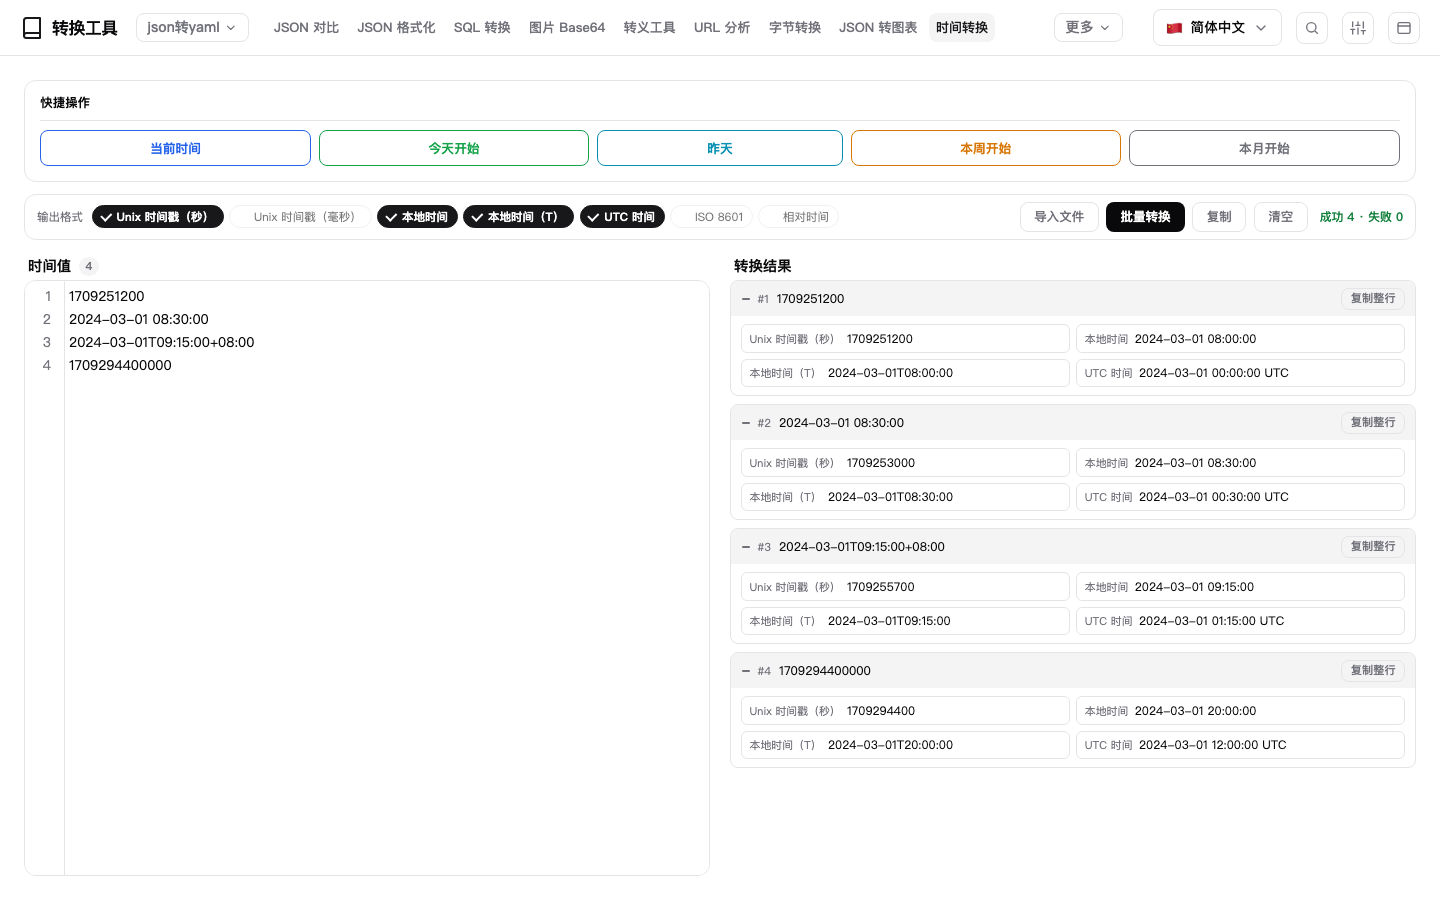 转换工具 json转yaml JSON 对比 JSON 格式化 SQL 转换 图片 Base64 转义工具 URL 分析 字节转换 JSON 转图表 时间转换 更多 简体中文
快捷操作
当前时间 今天开始 昨天 本周开始 本月开始
输出格式 Unix 时间戳（秒） Unix 时间戳（毫秒） 本地时间 本地时间（T） UTC 时间 ISO 8601 相对时间 导入文件 批量转换 复制 清空 成功 4 · 失败 0
时间值 4
1 1709251200
2 2024-03-01 08:30:00
3 2024-03-01T09:15:00+08:00
4 1709294400000
转换结果
#1 1709251200 复制整行
Unix 时间戳（秒） 1709251200 本地时间 2024-03-01 08:00:00
本地时间（T） 2024-03-01T08:00:00 UTC 时间 2024-03-01 00:00:00 UTC
#2 2024-03-01 08:30:00 复制整行
Unix 时间戳（秒） 1709253000 本地时间 2024-03-01 08:30:00
本地时间（T） 2024-03-01T08:30:00 UTC 时间 2024-03-01 00:30:00 UTC
#3 2024-03-01T09:15:00+08:00 复制整行
Unix 时间戳（秒） 1709255700 本地时间 2024-03-01 09:15:00
本地时间（T） 2024-03-01T09:15:00 UTC 时间 2024-03-01 01:15:00 UTC
#4 1709294400000 复制整行
Unix 时间戳（秒） 1709294400 本地时间 2024-03-01 20:00:00
本地时间（T） 2024-03-01T20:00:00 UTC 时间 2024-03-01 12:00:00 UTC